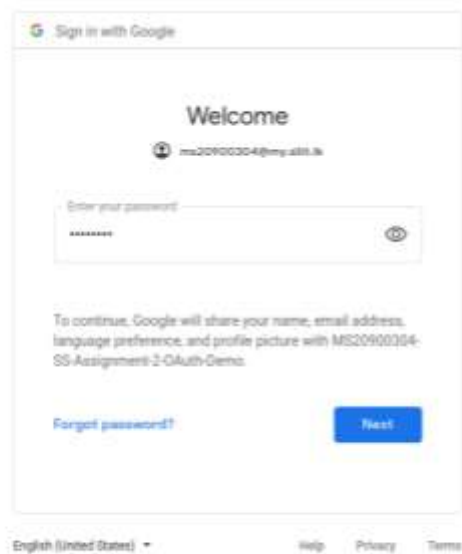 Sign in with Google
Welcome
ms20900304@my.sliit.lk
Enter your password
••••••••
To continue, Google will share your name, email address,
language preference, and profile picture with MS20900304-
SS-Assignment-2-OAuth-Demo.
Forgot password?
Next
English (United States)
Help Privacy Terms